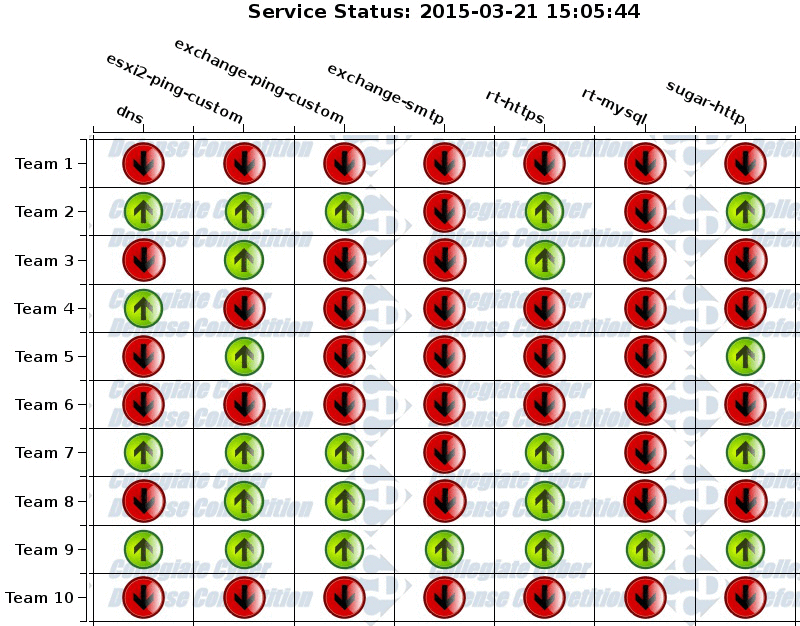 Service Status: 2015-03-21 15:05:44
dns
esxi2-ping-custom
exchange-ping-custom
exchange-smtp
rt-https
rt-mysql
sugar-http
Team 1
Team 2
Team 3
Team 4
Team 5
Team 6
Team 7
Team 8
Team 9
Team 10
Collegiate Cyber
Defense Competition